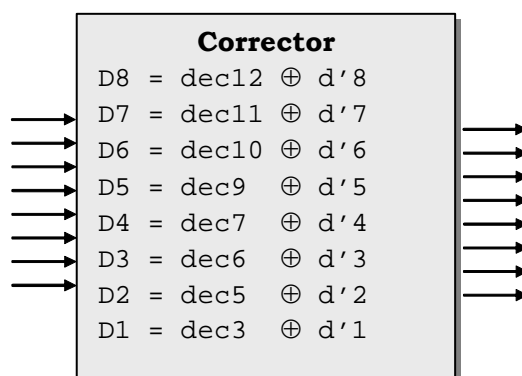 Corrector
D8 = dec12 ⊕ d'8
D7 = dec11 ⊕ d'7
D6 = dec10 ⊕ d'6
D5 = dec9 ⊕ d'5
D4 = dec7 ⊕ d'4
D3 = dec6 ⊕ d'3
D2 = dec5 ⊕ d'2
D1 = dec3 ⊕ d'1